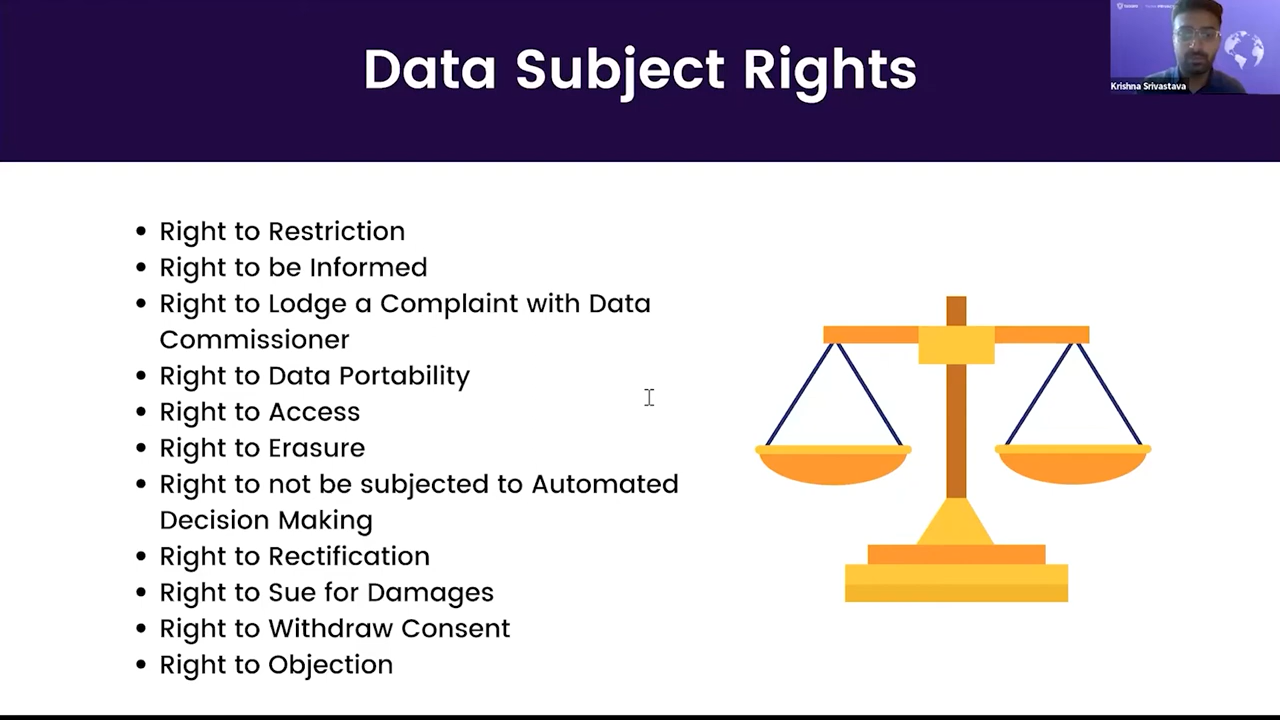 Data Subject Rights
Krishna Srivastava
• Right to Restriction
• Right to be Informed
• Right to Lodge a Complaint with Data
Commissioner
• Right to Data Portability
• Right to Access
• Right to Erasure
• Right to not be subjected to Automated
Decision Making
• Right to Rectification
• Right to Sue for Damages
• Right to Withdraw Consent
• Right to Objection